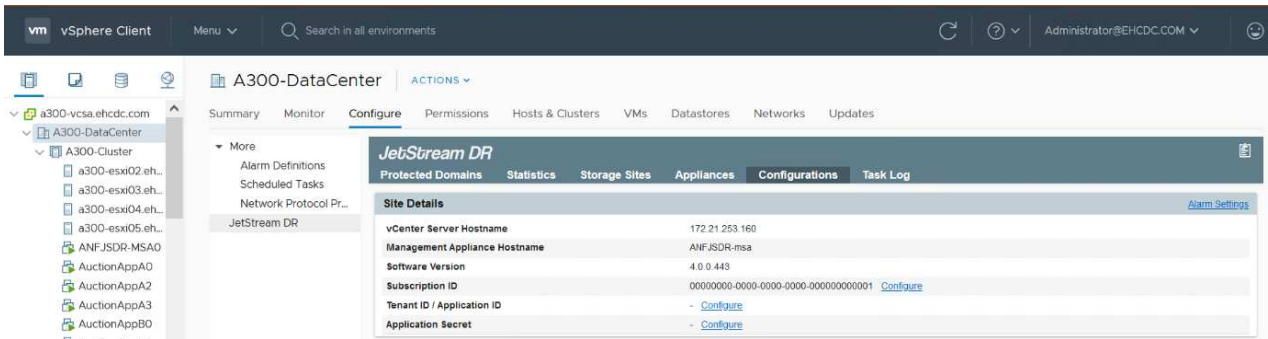 vm vSphere Client Menu Search in all environments Administrator@EHCDC.COM
A300-DataCenter ACTIONS
Summary Monitor Configure Permissions Hosts & Clusters VMs Datastores Networks Updates
a300-vcsa.ehcdc.com
A300-DataCenter
A300-Cluster
a300-esxi02.eh...
a300-esxi03.eh...
a300-esxi04.eh...
a300-esxi05.eh...
ANFJSDR-MSA0
AuctionAppA0
AuctionAppA2
AuctionAppA3
AuctionAppB0
More
Alarm Definitions
Scheduled Tasks
Network Protocol Pr...
JetStream DR
JetStream DR
Protected Domains Statistics Storage Sites Appliances Configurations Task Log
Site Details Alarm Settings
vCenter Server Hostname 172.21.253.160
Management Appliance Hostname ANFJSDR-msa
Software Version 4.0.0.443
Subscription ID 00000000-0000-0000-0000-000000000001 Configure
Tenant ID / Application ID - Configure
Application Secret - Configure